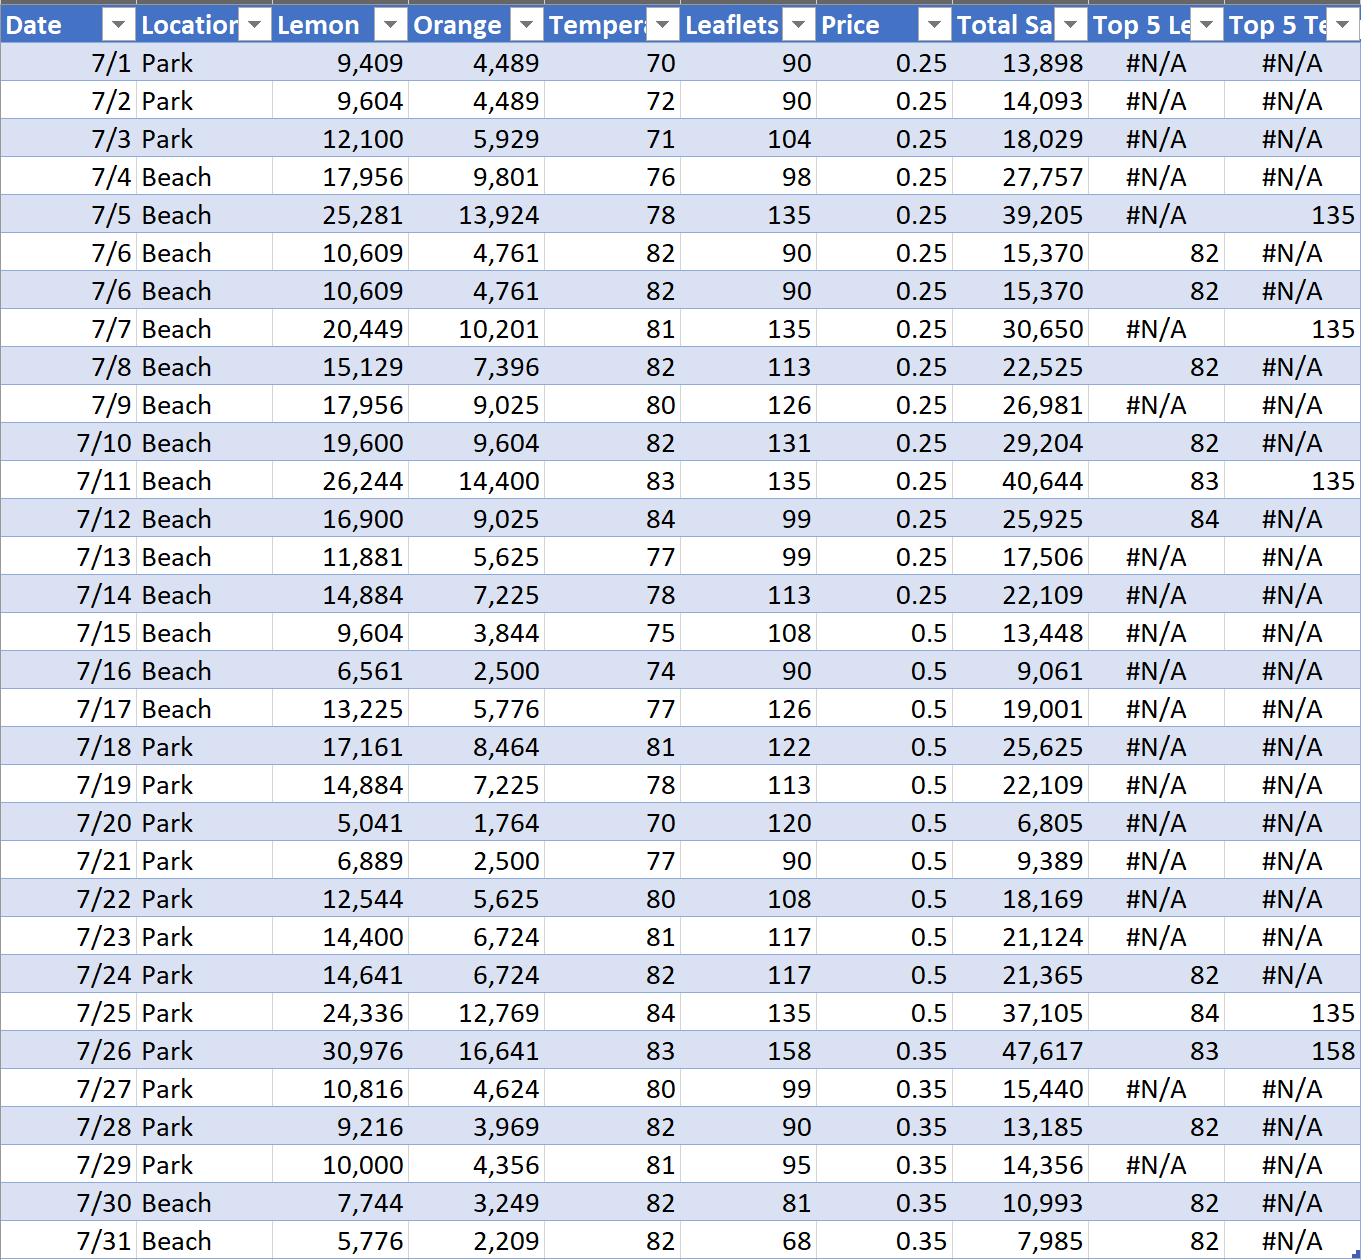 Date Location Lemon Orange Tempera Leaflets Price Total Sa Top 5 Le Top 5 Te
7/1 Park 9,409 4,489 70 90 0.25 13,898 #N/A #N/A
7/2 Park 9,604 4,489 72 90 0.25 14,093 #N/A #N/A
7/3 Park 12,100 5,929 71 104 0.25 18,029 #N/A #N/A
7/4 Beach 17,956 9,801 76 98 0.25 27,757 #N/A #N/A
7/5 Beach 25,281 13,924 78 135 0.25 39,205 #N/A 135
7/6 Beach 10,609 4,761 82 90 0.25 15,370 82 #N/A
7/6 Beach 10,609 4,761 82 90 0.25 15,370 82 #N/A
7/7 Beach 20,449 10,201 81 135 0.25 30,650 #N/A 135
7/8 Beach 15,129 7,396 82 113 0.25 22,525 82 #N/A
7/9 Beach 17,956 9,025 80 126 0.25 26,981 #N/A #N/A
7/10 Beach 19,600 9,604 82 131 0.25 29,204 82 #N/A
7/11 Beach 26,244 14,400 83 135 0.25 40,644 83 135
7/12 Beach 16,900 9,025 84 99 0.25 25,925 84 #N/A
7/13 Beach 11,881 5,625 77 99 0.25 17,506 #N/A #N/A
7/14 Beach 14,884 7,225 78 113 0.25 22,109 #N/A #N/A
7/15 Beach 9,604 3,844 75 108 0.5 13,448 #N/A #N/A
7/16 Beach 6,561 2,500 74 90 0.5 9,061 #N/A #N/A
7/17 Beach 13,225 5,776 77 126 0.5 19,001 #N/A #N/A
7/18 Park 17,161 8,464 81 122 0.5 25,625 #N/A #N/A
7/19 Park 14,884 7,225 78 113 0.5 22,109 #N/A #N/A
7/20 Park 5,041 1,764 70 120 0.5 6,805 #N/A #N/A
7/21 Park 6,889 2,500 77 90 0.5 9,389 #N/A #N/A
7/22 Park 12,544 5,625 80 108 0.5 18,169 #N/A #N/A
7/23 Park 14,400 6,724 81 117 0.5 21,124 #N/A #N/A
7/24 Park 14,641 6,724 82 117 0.5 21,365 82 #N/A
7/25 Park 24,336 12,769 84 135 0.5 37,105 84 135
7/26 Park 30,976 16,641 83 158 0.35 47,617 83 158
7/27 Park 10,816 4,624 80 99 0.35 15,440 #N/A #N/A
7/28 Park 9,216 3,969 82 90 0.35 13,185 82 #N/A
7/29 Park 10,000 4,356 81 95 0.35 14,356 #N/A #N/A
7/30 Beach 7,744 3,249 82 81 0.35 10,993 82 #N/A
7/31 Beach 5,776 2,209 82 68 0.35 7,985 82 #N/A